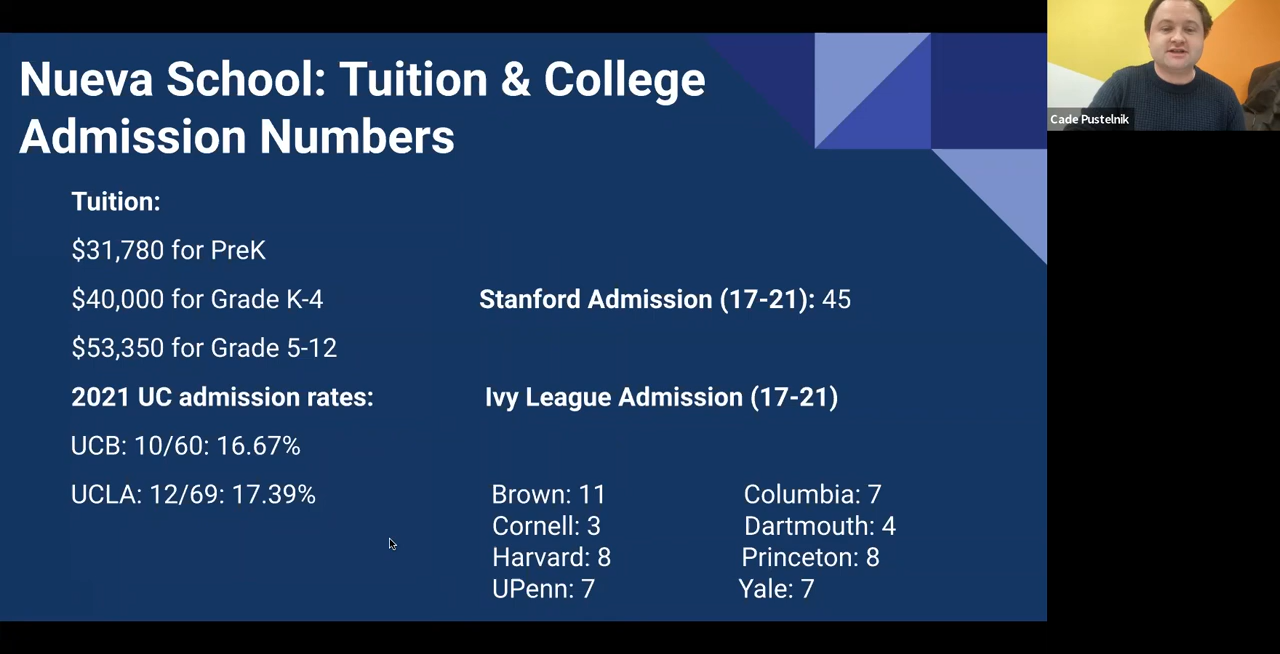 Nueva School: Tuition & College
Admission Numbers
Tuition:
$31,780 for PreK
$40,000 for Grade K-4
$53,350 for Grade 5-12
2021 UC admission rates:
UCB: 10/60: 16.67%
UCLA: 12/69: 17.39%
Stanford Admission (17-21): 45
Ivy League Admission (17-21)
Brown: 11
Cornell: 3
Harvard: 8
UPenn: 7
Columbia: 7
Dartmouth: 4
Princeton: 8
Yale: 7
Cade Pustelnik